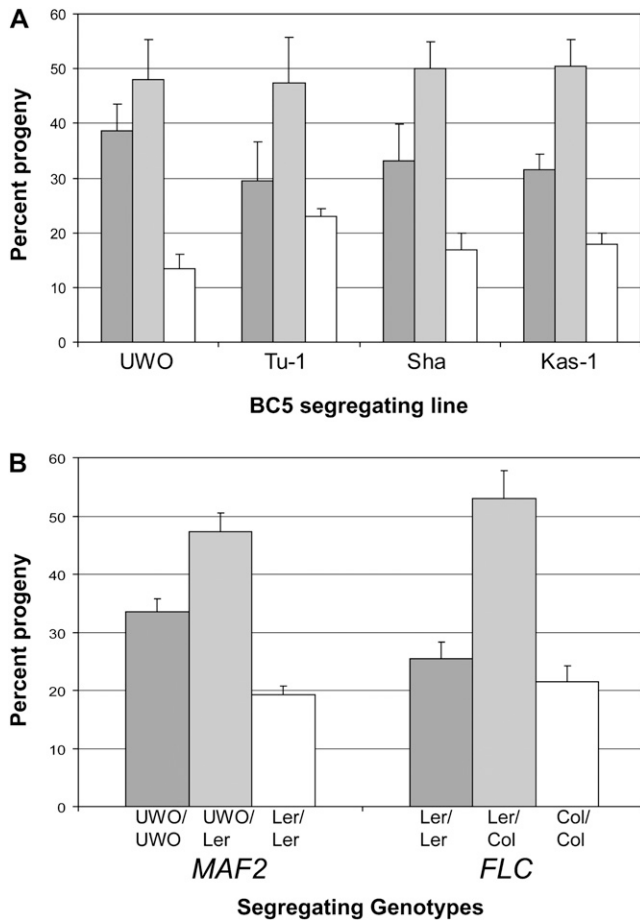 A
Percent progeny
60
50
40
30
20
10
0
UWO Tu-1 Sha Kas-1
BC5 segregating line
B
Percent progeny
60
50
40
30
20
10
0
UWO/ UWO/ Ler/ Ler/ Ler/ Col/
UWO Ler Ler Ler Col Col
MAF2 FLC
Segregating Genotypes